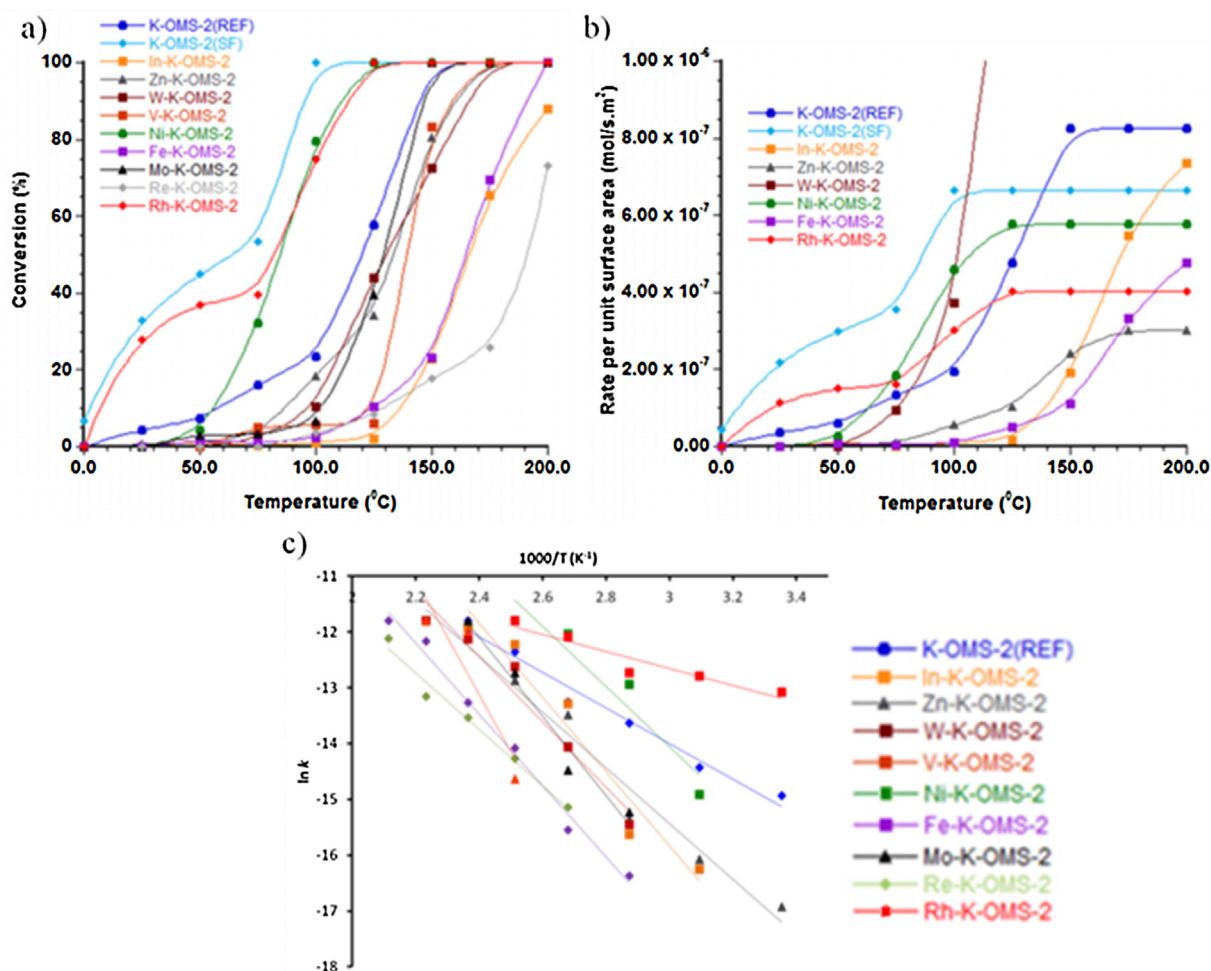 a)
K-OMS-2(REF)
K-OMS-2(SF)
In-K-OMS-2
Zn-K-OMS-2
W-K-OMS-2
V-K-OMS-2
Ni-K-OMS-2
Fe-K-OMS-2
Mo-K-OMS-2
Re-K-OMS-2
Rh-K-OMS-2
100
80
60
40
20
0
Conversion (%)
0.0 50.0 100.0 150.0 200.0
Temperature (⁰C)
b)
1.00 x 10⁻⁶
8.00 x 10⁻⁷
6.00 x 10⁻⁷
4.00 x 10⁻⁷
2.00 x 10⁻⁷
0.00
Rate per unit surface area (mol/s.m²)
K-OMS-2(REF)
K-OMS-2(SF)
In-K-OMS-2
Zn-K-OMS-2
W-K-OMS-2
Ni-K-OMS-2
Fe-K-OMS-2
Rh-K-OMS-2
0.0 50.0 100.0 150.0 200.0
Temperature (⁰C)
c)
1000/T (K⁻¹)
2 2.2 2.4 2.6 2.8 3 3.2 3.4
-11
-12
-13
-14
-15
-16
-17
-18
ln k
K-OMS-2(REF)
In-K-OMS-2
Zn-K-OMS-2
W-K-OMS-2
V-K-OMS-2
Ni-K-OMS-2
Fe-K-OMS-2
Mo-K-OMS-2
Re-K-OMS-2
Rh-K-OMS-2